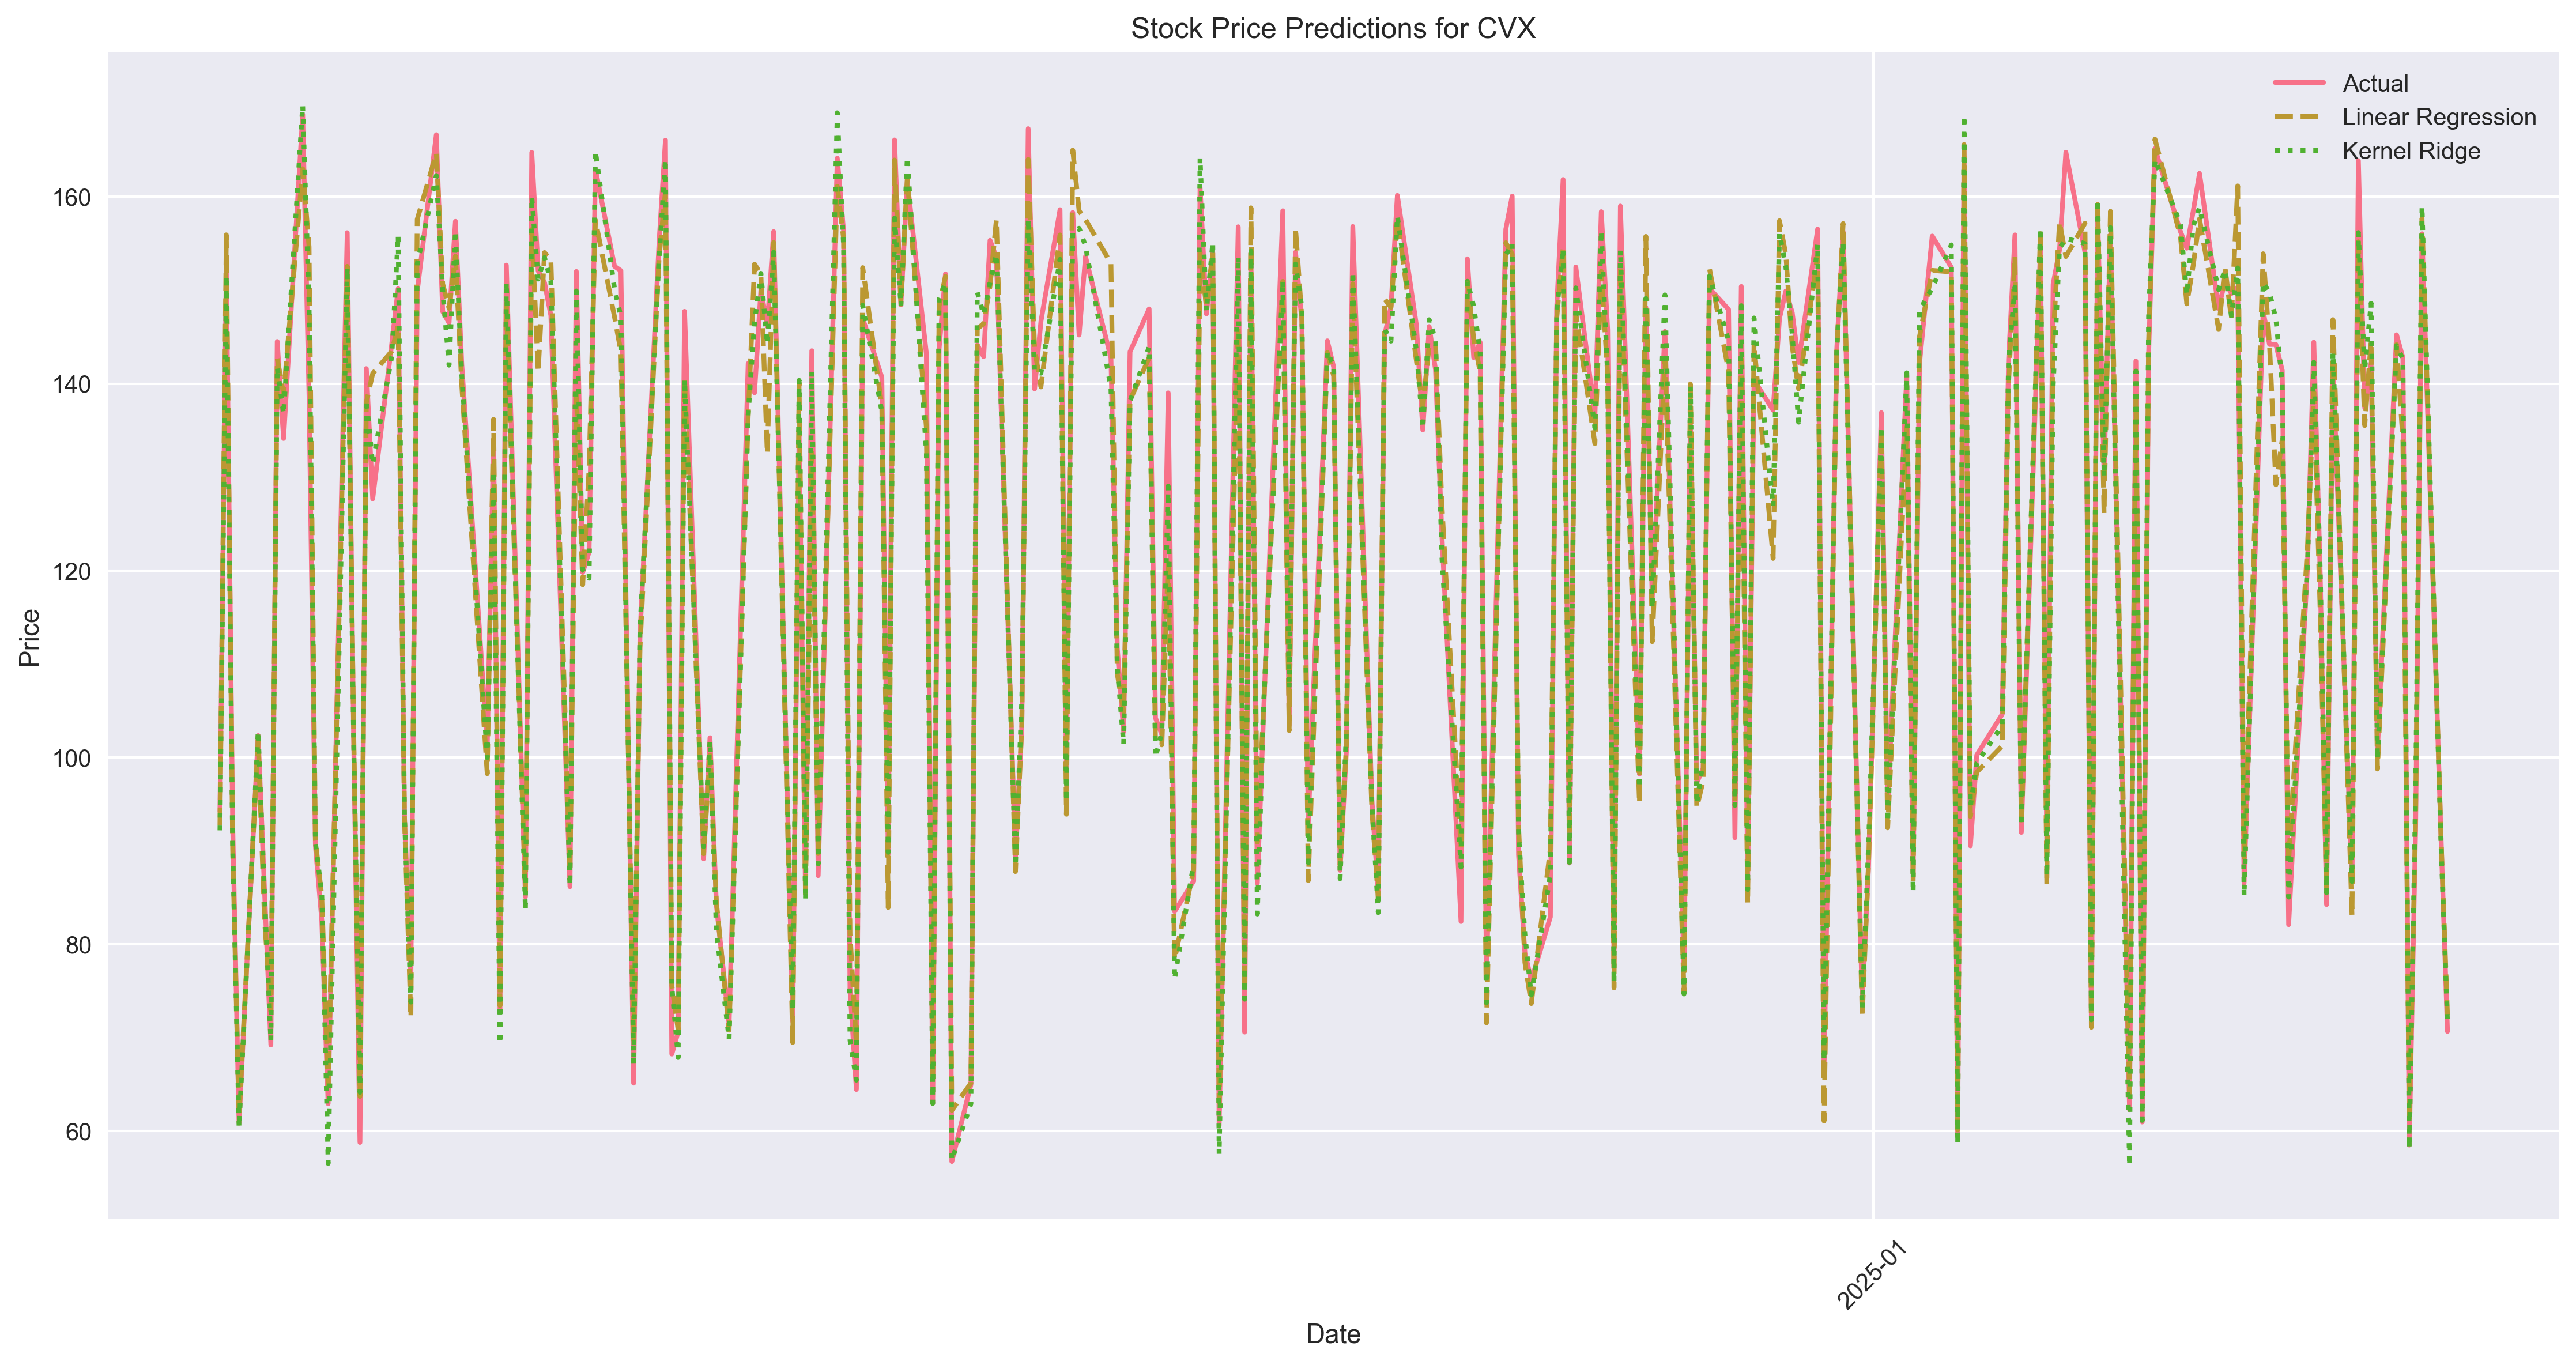 Stock Price Predictions for CVX
Actual
Linear Regression
Kernel Ridge
160
140
120
100
80
60
Price
2025-01
Date